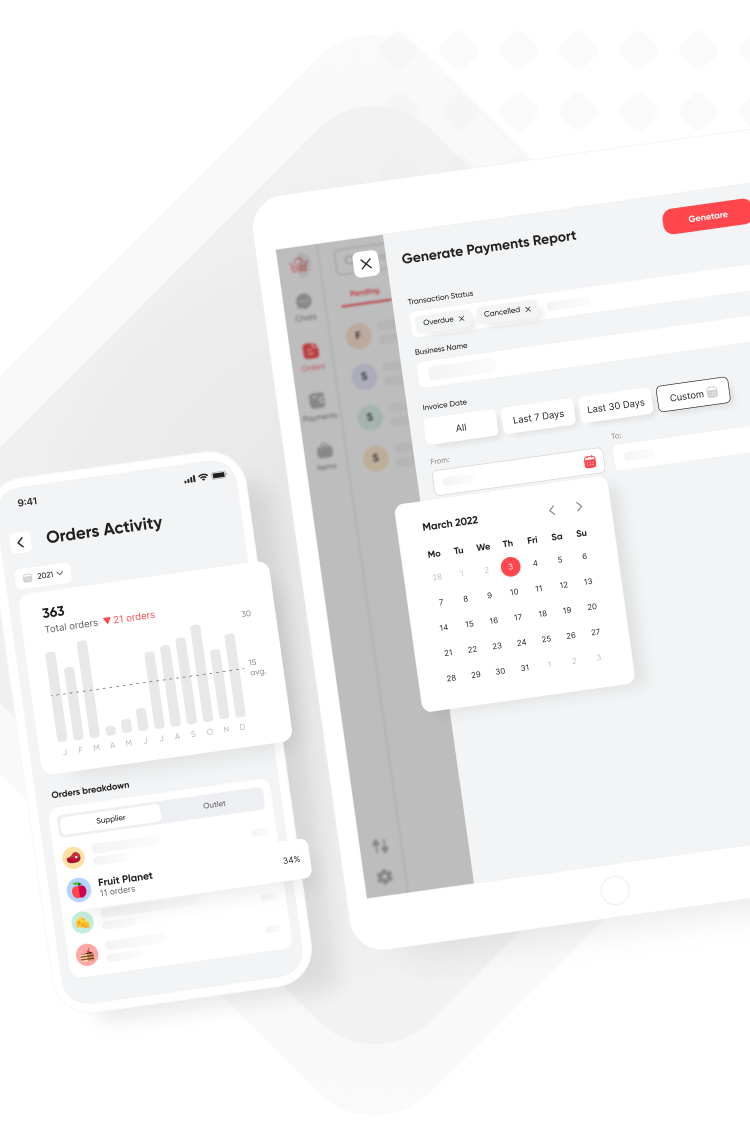 Generate Payments Report
Genetare
Pending
Chats
Orders
Payments
Items
F
S
S
S
Transaction Status
Overdue
Cancelled
Business Name
Invoice Date
All
Last 7 Days
Last 30 Days
Custom
From:
To:
March 2022
Mo Tu We Th Fri Sa Su
28 1 2 3 4 5 6
7 8 9 10 11 12 13
14 15 16 17 18 19 20
21 22 23 24 25 26 27
28 29 30 31 1 2 3
9:41
Orders Activity
2021
363
Total orders 21 orders
30
15
avg.
J F M A M J J A S O N D
Orders breakdown
Supplier Outlet
Fruit Planet
11 orders
34%